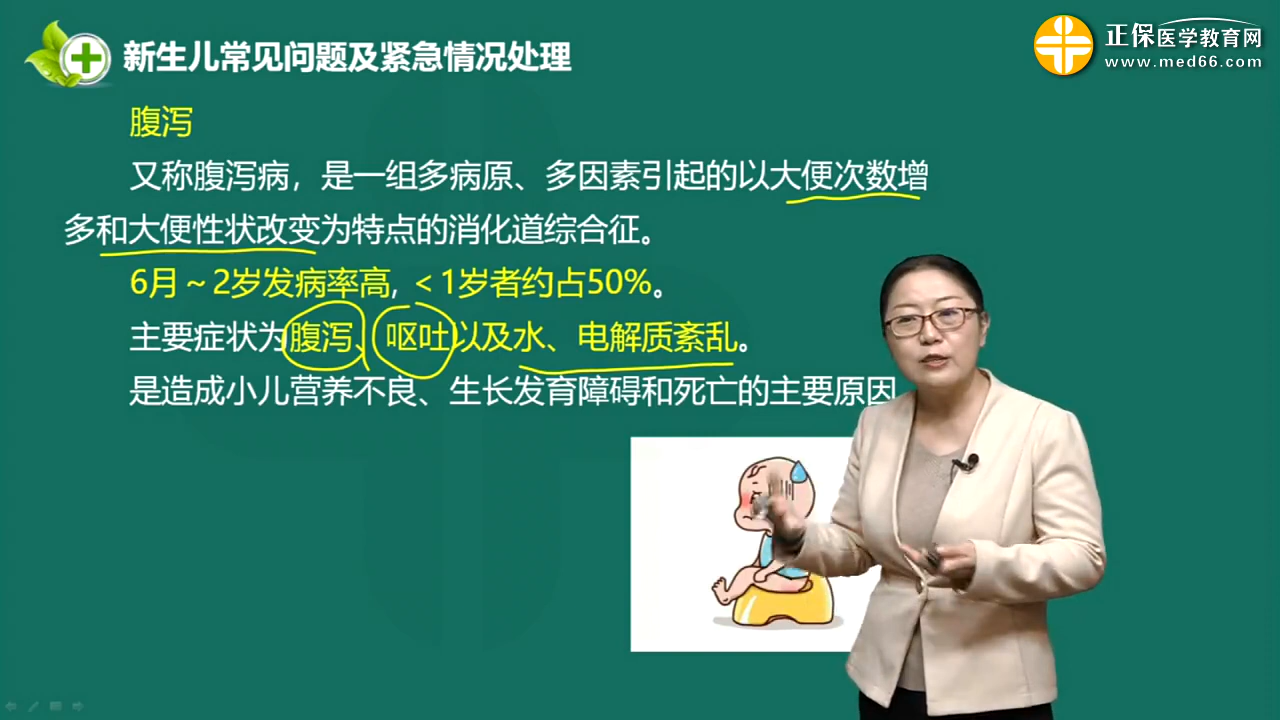 新生儿常见问题及紧急情况处理
正保医学教育网
www.med66.com
腹泻
又称腹泻病，是一组多病原、多因素引起的以大便次数增
多和大便性状改变为特点的消化道综合征。
6月～2岁发病率高，＜1岁者约占50%。
主要症状为腹泻、呕吐以及水、电解质紊乱。
是造成小儿营养不良、生长发育障碍和死亡的主要原因